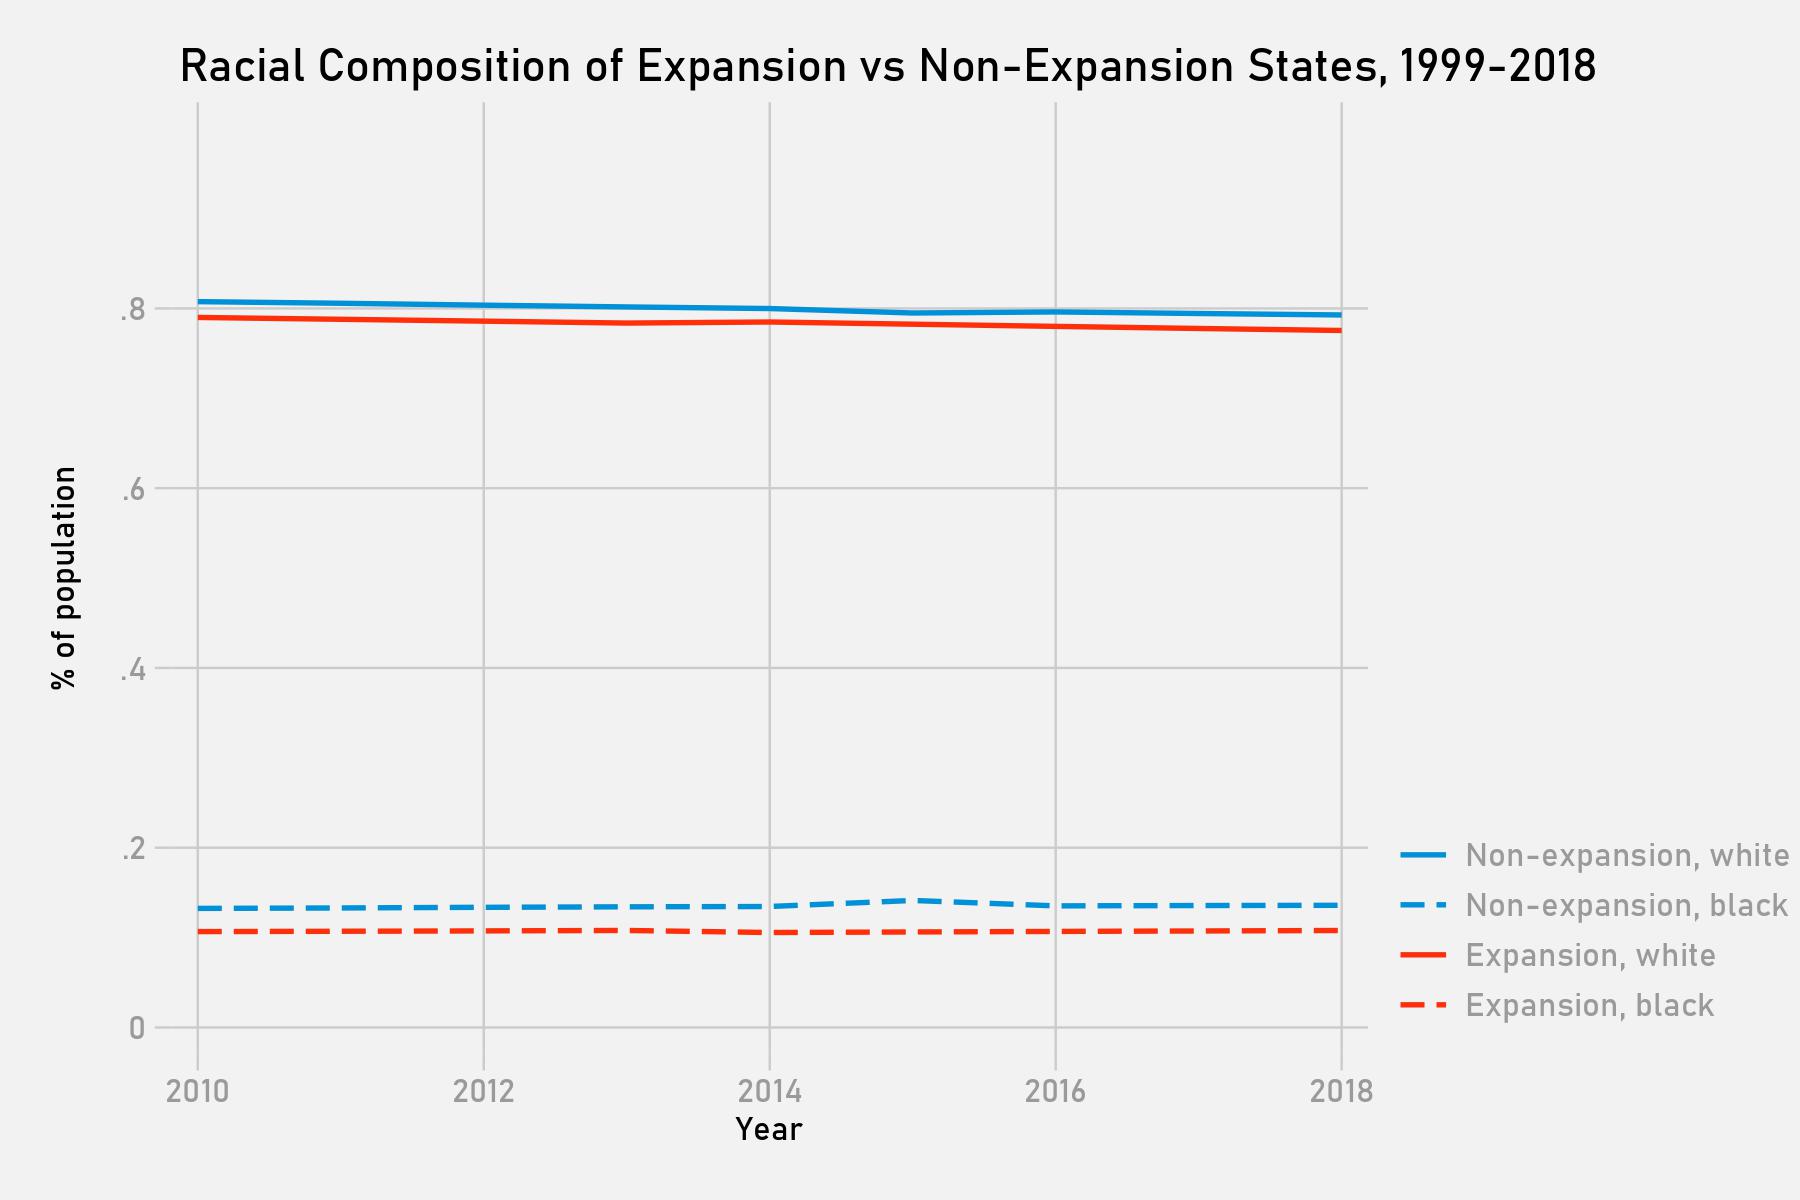 Racial Composition of Expansion vs Non-Expansion States, 1999-2018
% of population
.8
.6
.4
.2
0
2010 2012 2014 2016 2018
Year
Non-expansion, white
Non-expansion, black
Expansion, white
Expansion, black